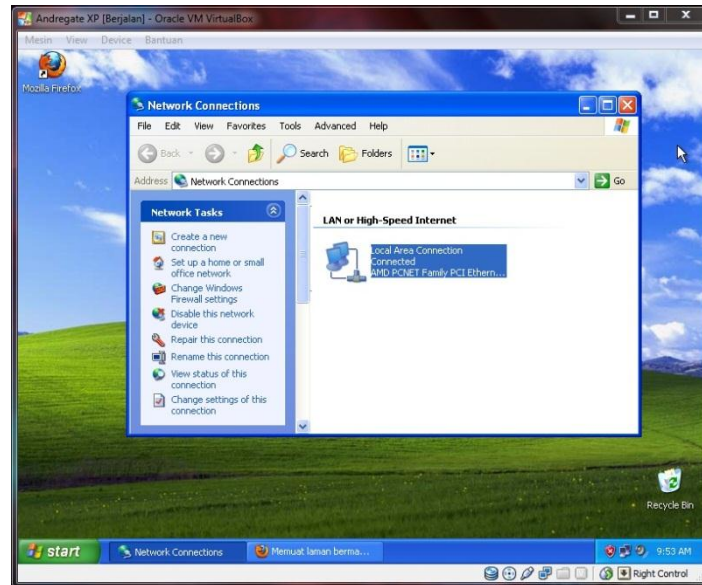 Andregate XP [Berjalan] - Oracle VM VirtualBox
Mesin View Device Bantuan
Mozilla Firefox
Network Connections
File Edit View Favorites Tools Advanced Help
Back Search Folders
Address Network Connections Go
Network Tasks
Create a new
connection
Set up a home or small
office network
Change Windows
Firewall settings
Disable this network
device
Repair this connection
Rename this connection
View status of this
connection
Change settings of this
connection
LAN or High-Speed Internet
Local Area Connection
Connected
AMD PCNET Family PCI Ethern...
Recycle Bin
start Network Connections Memuat laman berma... 9:53 AM
Right Control